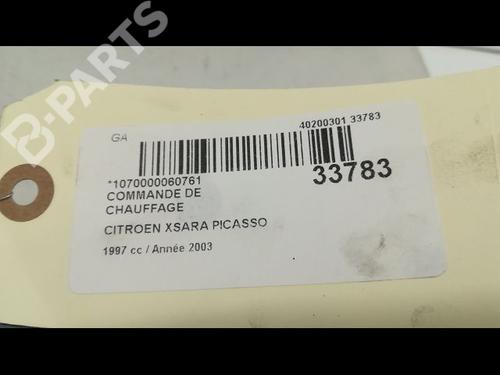 B-PARTS
GA
40200301 33783
*1070000060761
33783
COMMANDE DE
CHAUFFAGE
CITROEN XSARA PICASSO
1997 cc / Année 2003